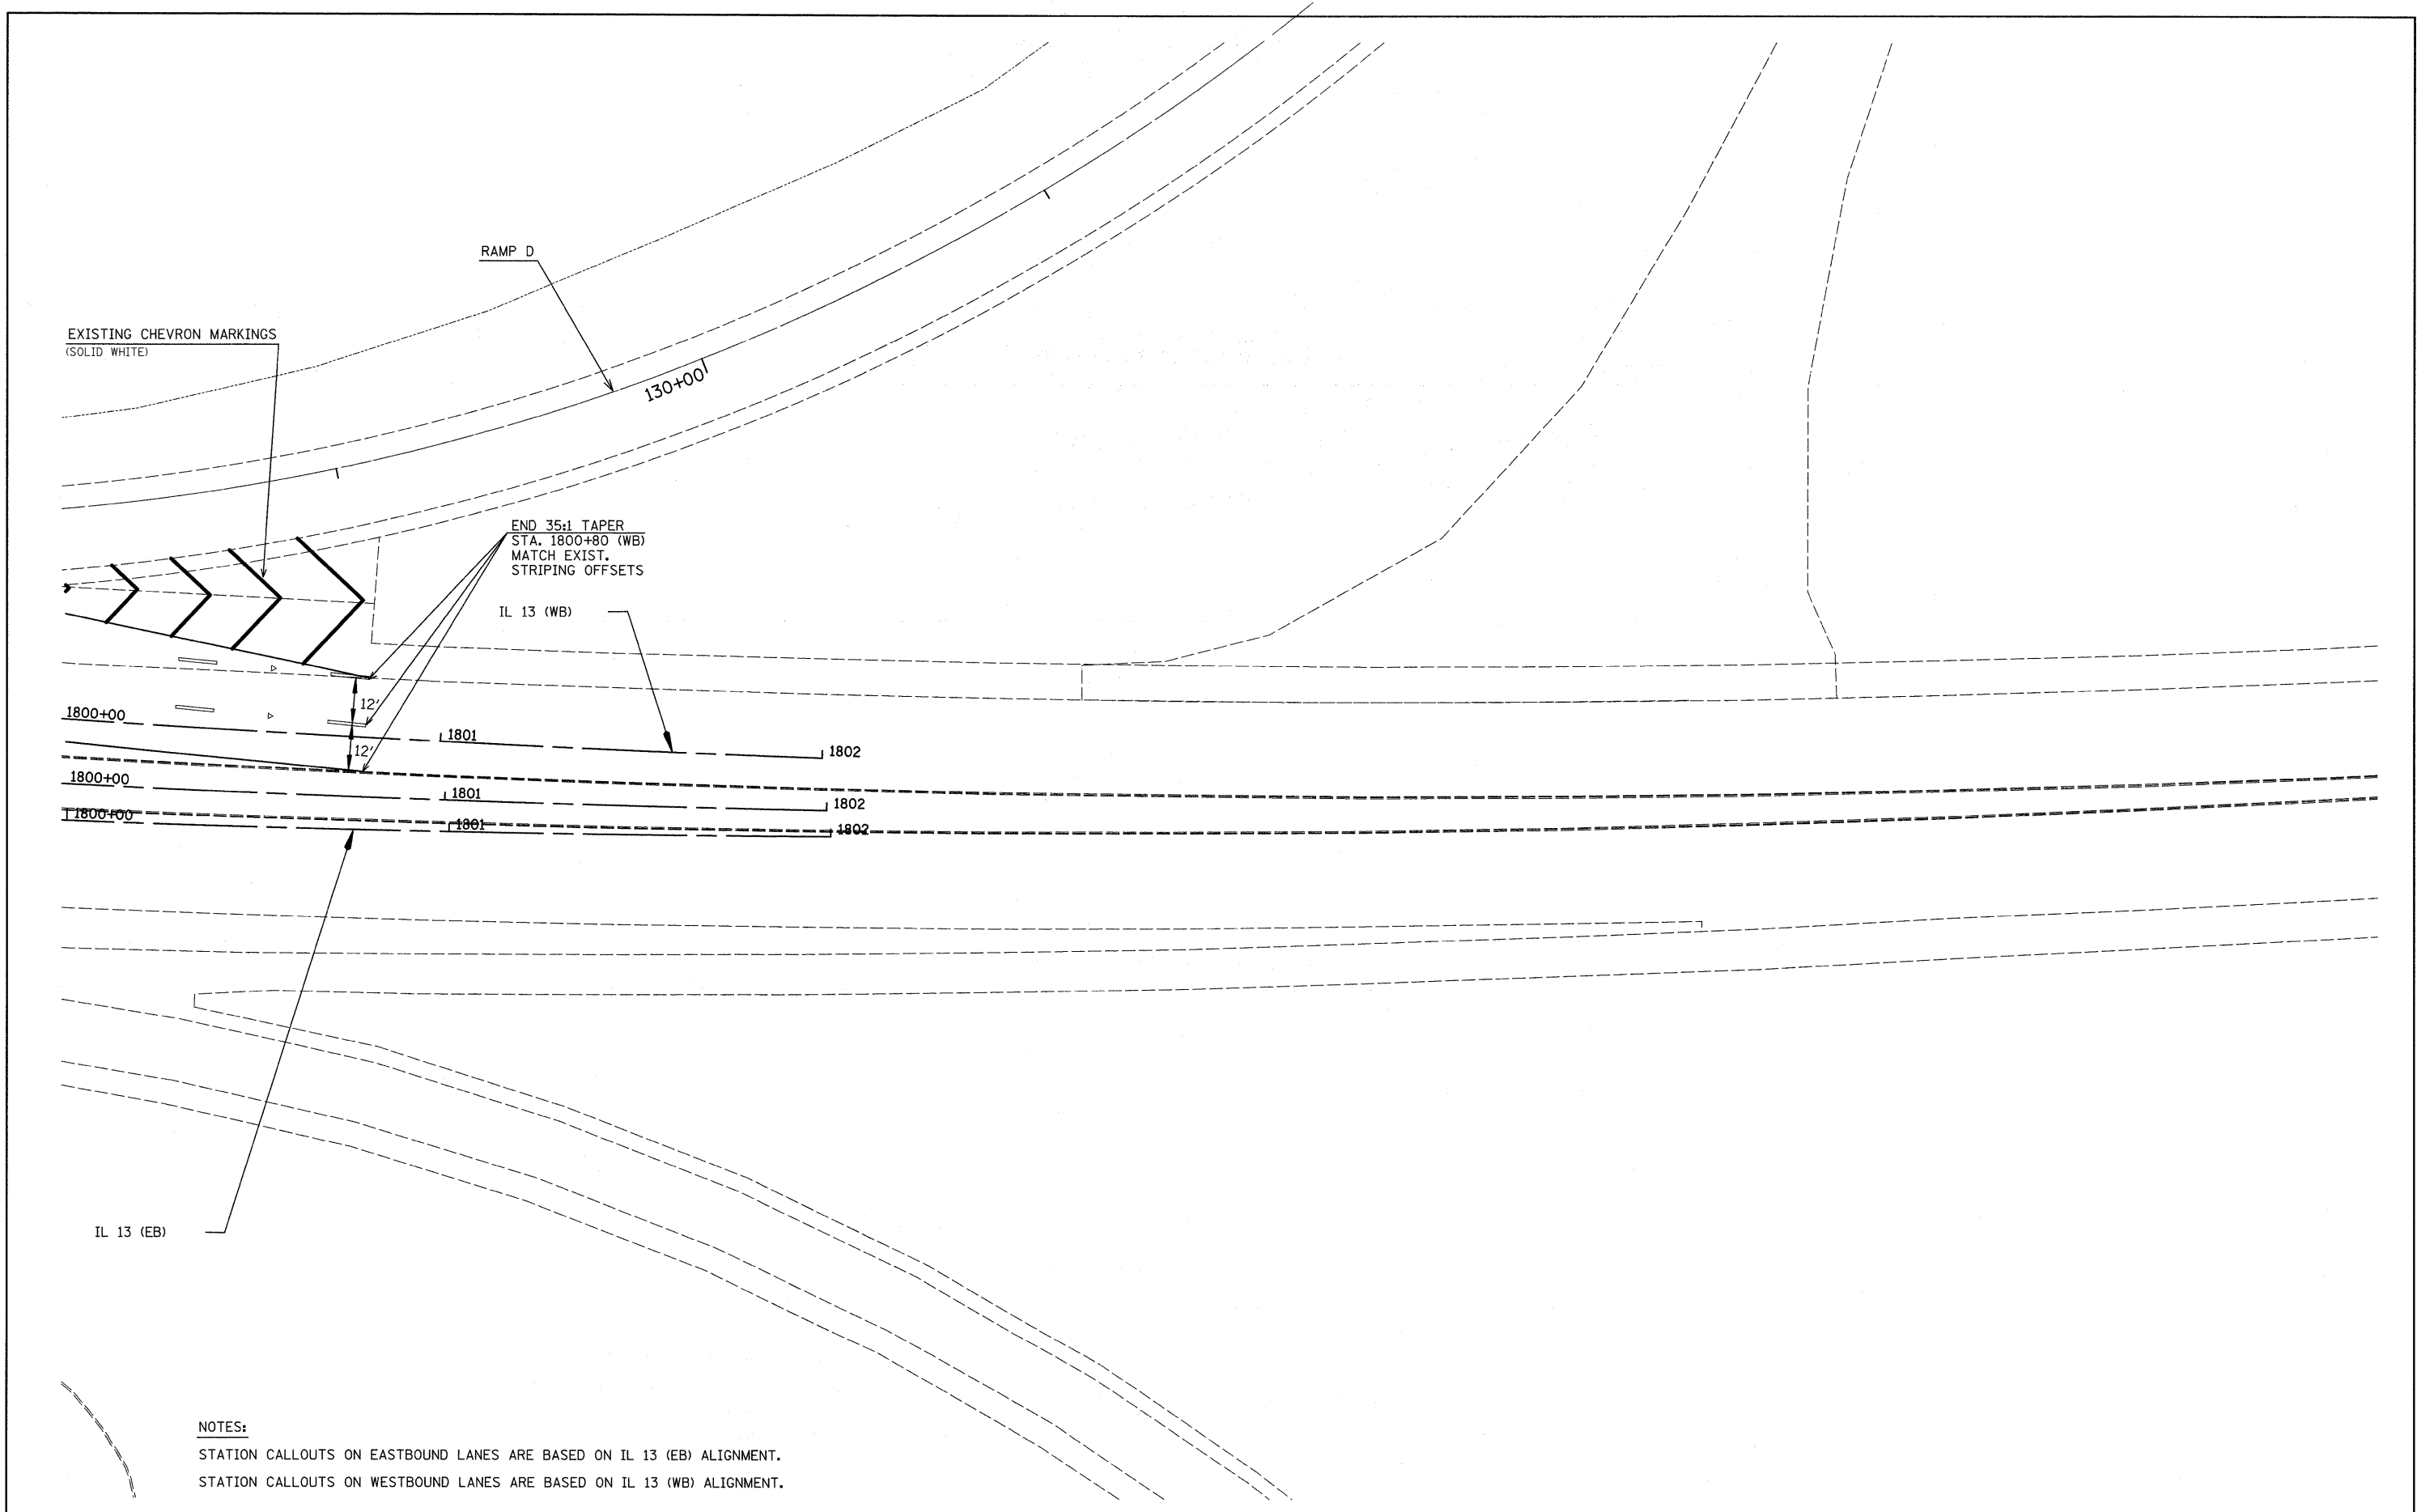 RAMP D
EXISTING CHEVRON MARKINGS
(SOLID WHITE)
130+00
END 35:1 TAPER
STA. 1800+80 (WB)
MATCH EXIST.
STRIPING OFFSETS
IL 13 (WB)
12'
1800+00
1801
1802
12'
1800+00
1801
1802
1800+00
1801
1802
IL 13 (EB)
NOTES:
STATION CALLOUTS ON EASTBOUND LANES ARE BASED ON IL 13 (EB) ALIGNMENT.
STATION CALLOUTS ON WESTBOUND LANES ARE BASED ON IL 13 (WB) ALIGNMENT.